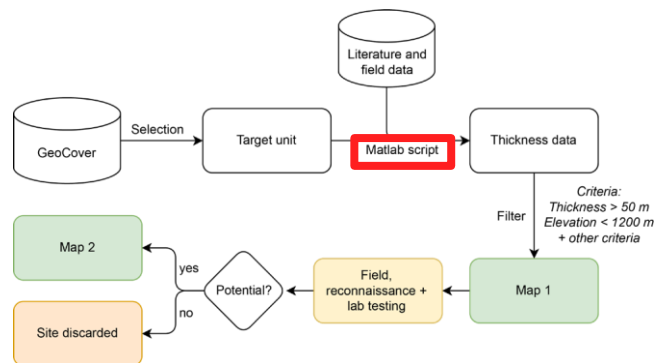 Literature and
field data
GeoCover
Selection
Target unit
Matlab script
Thickness data
Filter
Criteria:
Thickness > 50 m
Elevation < 1200 m
+ other criteria
Map 1
Field,
reconnaissance +
lab testing
Potential?
yes
no
Map 2
Site discarded